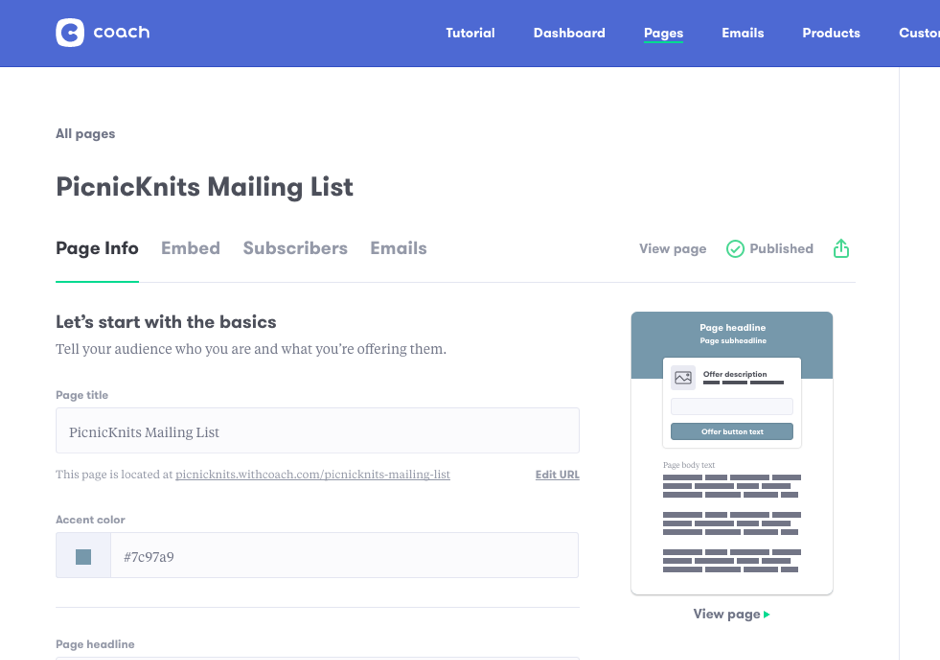 coach
Tutorial Dashboard Pages Emails Products Custo
All pages
PicnicKnits Mailing List
Page Info Embed Subscribers Emails View page Published
Let’s start with the basics
Tell your audience who you are and what you’re offering them.
Page title
PicnicKnits Mailing List
This page is located at picnicknits.withcoach.com/picnicknits-mailing-list Edit URL
Accent color
#7c97a9
Page headline
Page headline
Page subheadline
Offer description
Offer button text
Page body text
View page